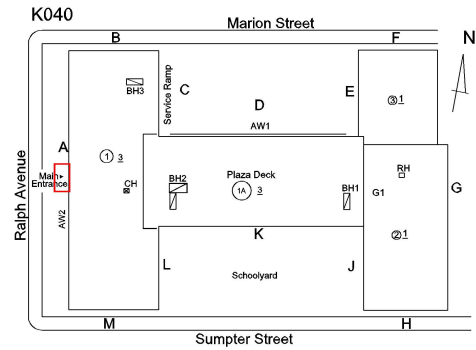 K040
Marion Street
N
B
F
BH3
Service Ramp
C
D
E
③ 1
AW1
A
① 3
Main
Entrance
CH
BH2
Plaza Deck
1A 3
BH1
RH
G1
G
Ralph Avenue
AW2
② 1
K
L
J
Schoolyard
M
H
Sumpter Street